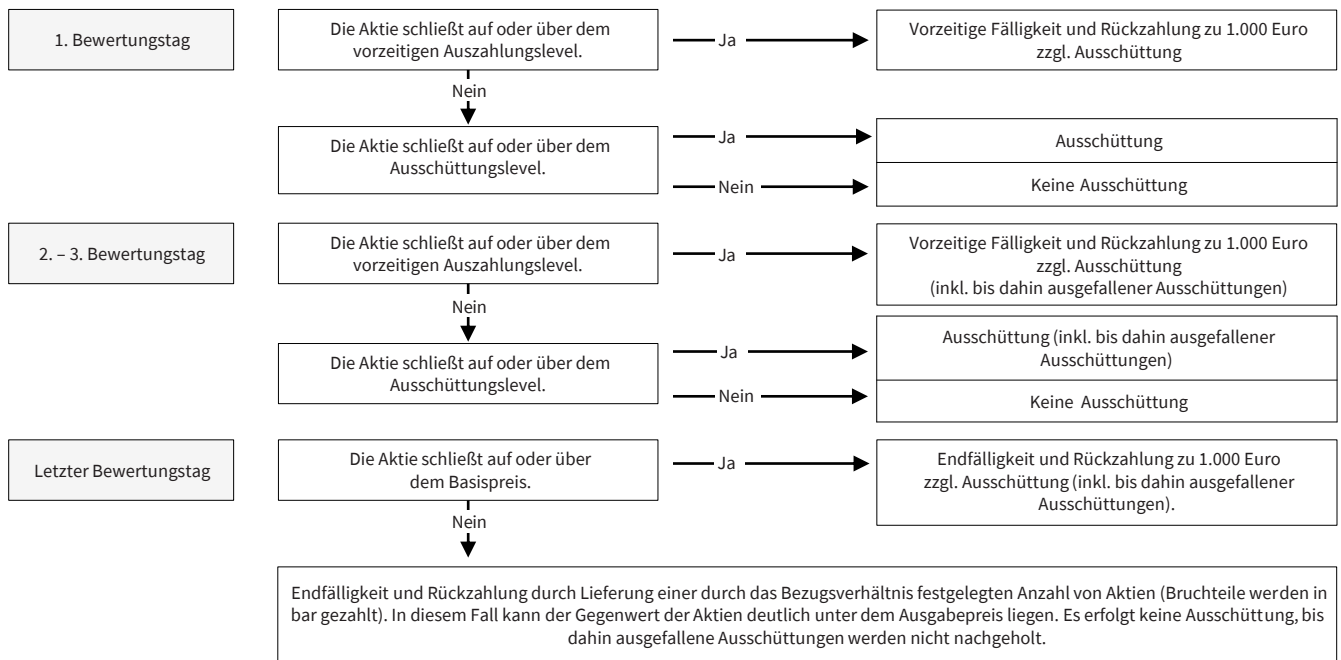 1. Bewertungstag
Die Aktie schließt auf oder über dem
vorzeitigen Auszahlungslevel.
Ja
Vorzeitige Fälligkeit und Rückzahlung zu 1.000 Euro
zzgl. Ausschüttung
Nein
Die Aktie schließt auf oder über dem
Ausschüttungslevel.
Ja
Ausschüttung
Nein
Keine Ausschüttung
2. – 3. Bewertungstag
Die Aktie schließt auf oder über dem
vorzeitigen Auszahlungslevel.
Ja
Vorzeitige Fälligkeit und Rückzahlung zu 1.000 Euro
zzgl. Ausschüttung
(inkl. bis dahin ausgefallener Ausschüttungen)
Nein
Die Aktie schließt auf oder über dem
Ausschüttungslevel.
Ja
Ausschüttung (inkl. bis dahin ausgefallener
Ausschüttungen)
Nein
Keine Ausschüttung
Letzter Bewertungstag
Die Aktie schließt auf oder über
dem Basispreis.
Ja
Endfälligkeit und Rückzahlung zu 1.000 Euro
zzgl. Ausschüttung (inkl. bis dahin ausgefallener
Ausschüttungen).
Nein
Endfälligkeit und Rückzahlung durch Lieferung einer durch das Bezugsverhältnis festgelegten Anzahl von Aktien (Bruchteile werden in
bar gezahlt). In diesem Fall kann der Gegenwert der Aktien deutlich unter dem Ausgabepreis liegen. Es erfolgt keine Ausschüttung, bis
dahin ausgefallene Ausschüttungen werden nicht nachgeholt.